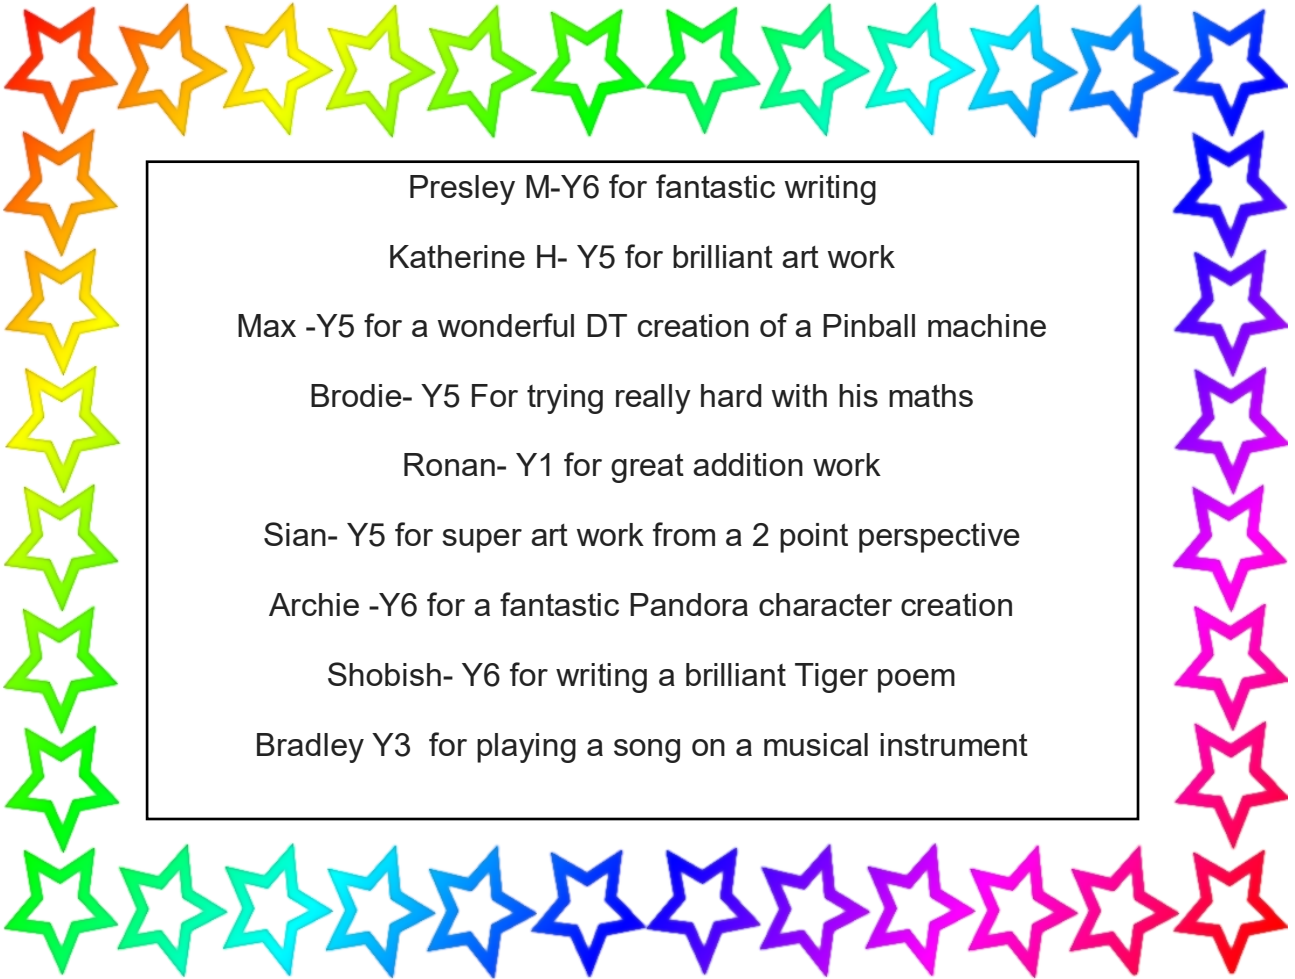 Presley M-Y6 for fantastic writing
Katherine H- Y5 for brilliant art work
Max -Y5 for a wonderful DT creation of a Pinball machine
Brodie- Y5 For trying really hard with his maths
Ronan- Y1 for great addition work
Sian- Y5 for super art work from a 2 point perspective
Archie -Y6 for a fantastic Pandora character creation
Shobish- Y6 for writing a brilliant Tiger poem
Bradley Y3  for playing a song on a musical instrument